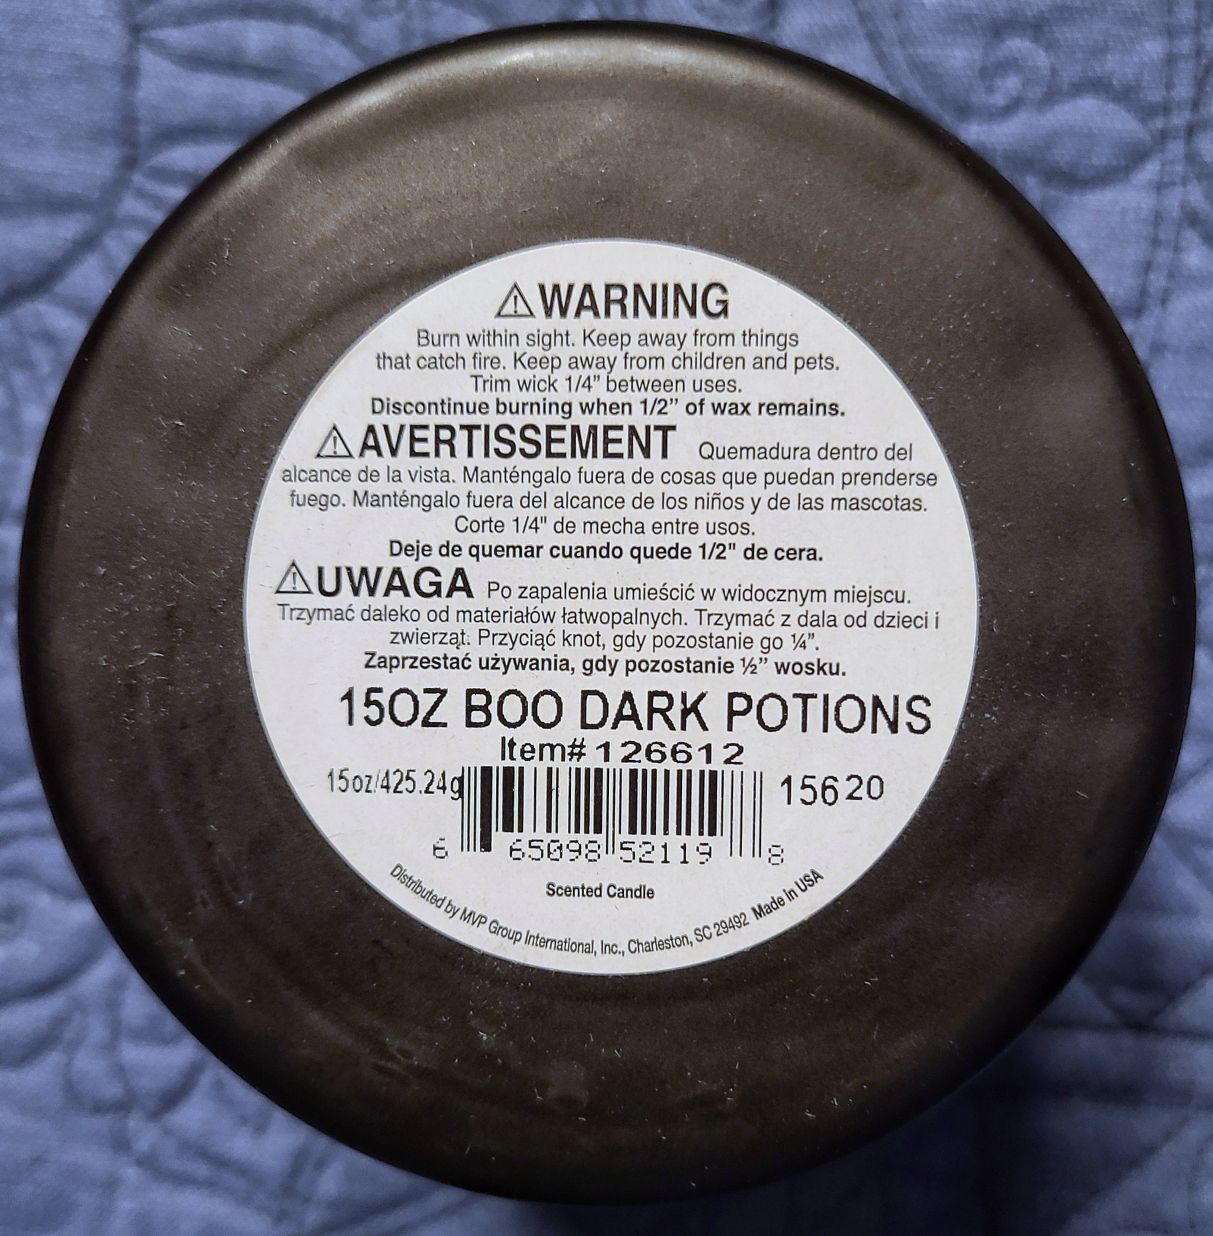 ⚠WARNING
Burn within sight. Keep away from things
that catch fire. Keep away from children and pets.
Trim wick 1/4” between uses.
Discontinue burning when 1/2” of wax remains.
⚠AVERTISSEMENT Quemadura dentro del
alcance de la vista. Manténgalo fuera de cosas que puedan prenderse
fuego. Manténgalo fuera del alcance de los niños y de las mascotas.
Corte 1/4" de mecha entre usos.
Deje de quemar cuando quede 1/2" de cera.
⚠UWAGA Po zapalenia umieścić w widocznym miejscu.
Trzymać daleko od materiałów łatwopalnych. Trzymać z dala od dzieci i
zwierząt. Przyciąć knot, gdy pozostanie go ¼”.
Zaprzestać używania, gdy pozostanie ½” wosku.
15OZ BOO DARK POTIONS
Item# 126612
15oz/425.24g 15620
6 65098 52119 8
Scented Candle
Distributed by MVP Group International, Inc., Charleston, SC 29492 Made in USA